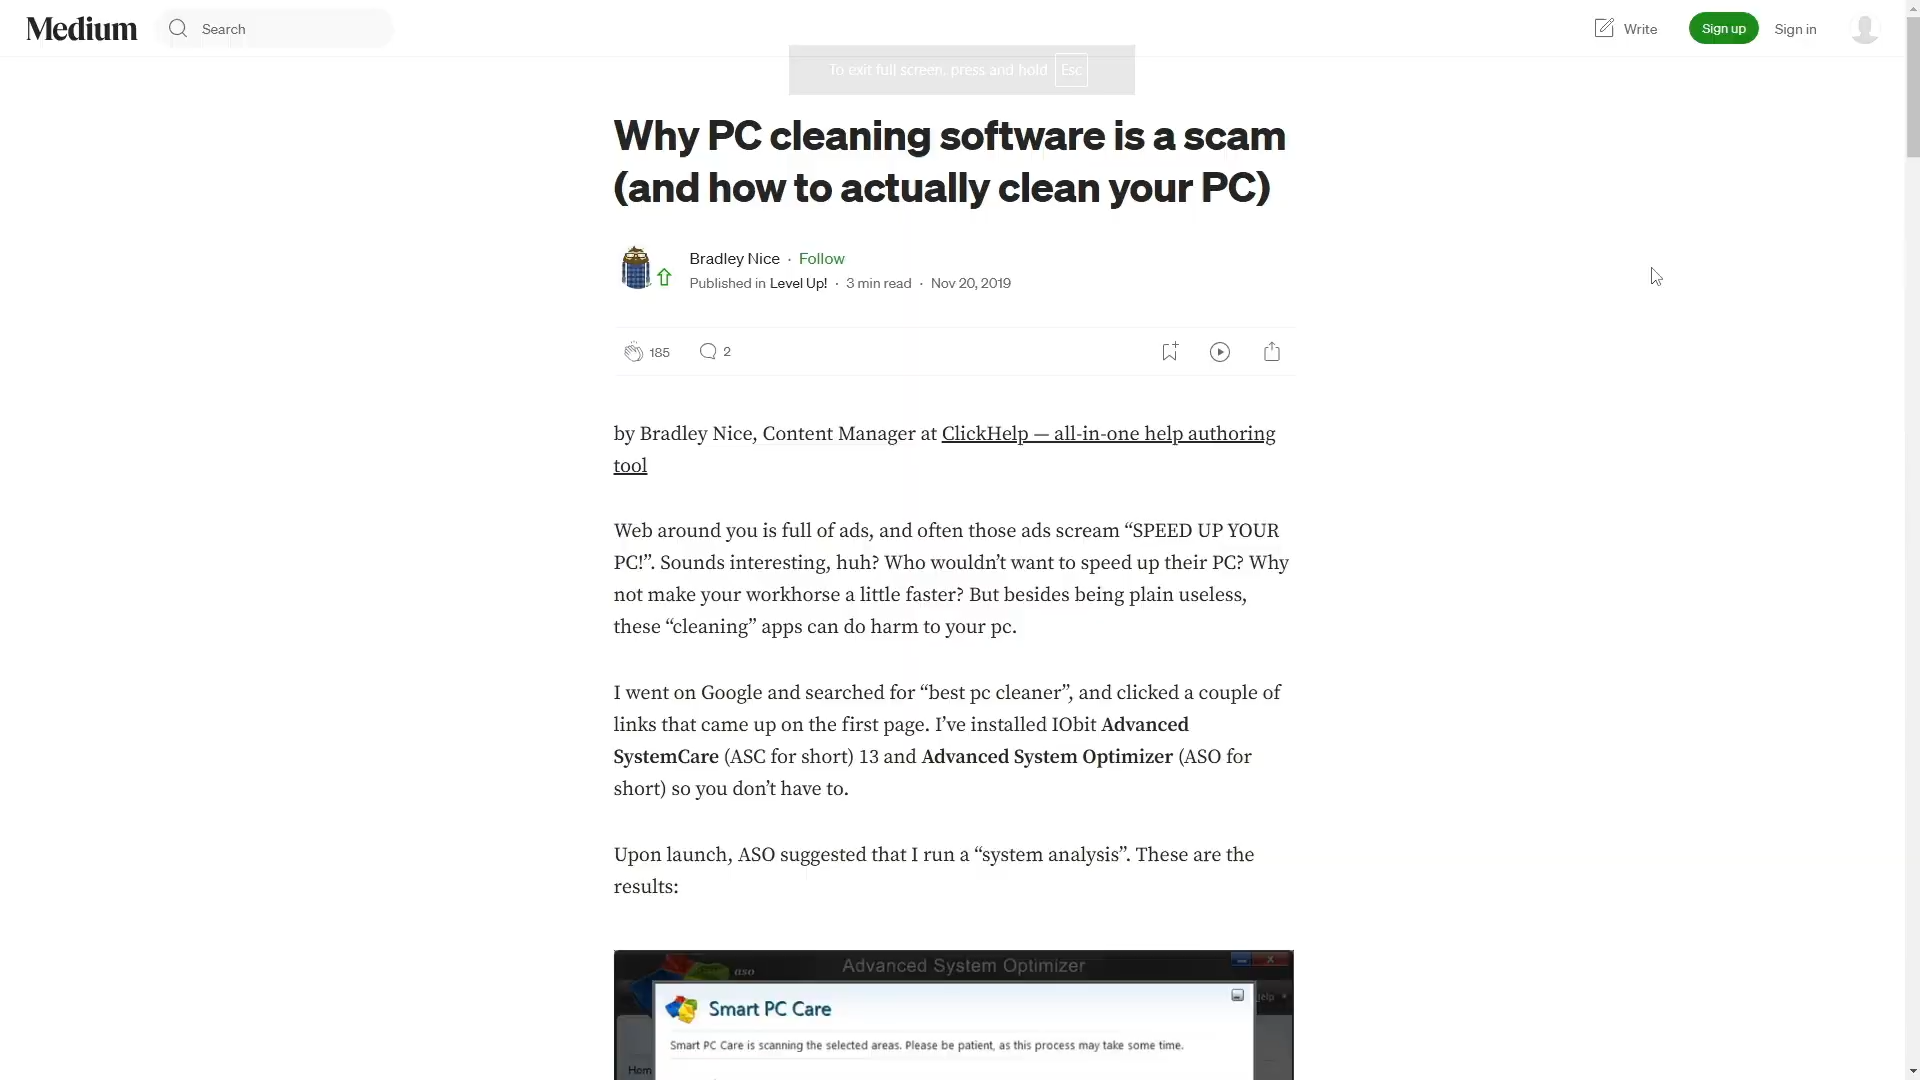 Medium
Search
Write
Sign up
Sign in
To exit full screen, press and hold Esc
Why PC cleaning software is a scam
(and how to actually clean your PC)
Bradley Nice · Follow
Published in Level Up! · 3 min read · Nov 20, 2019
185
2
by Bradley Nice, Content Manager at ClickHelp — all-in-one help authoring
tool
Web around you is full of ads, and often those ads scream “SPEED UP YOUR
PC!”. Sounds interesting, huh? Who wouldn’t want to speed up their PC? Why
not make your workhorse a little faster? But besides being plain useless,
these “cleaning” apps can do harm to your pc.
I went on Google and searched for “best pc cleaner”, and clicked a couple of
links that came up on the first page. I’ve installed IObit Advanced
SystemCare (ASC for short) 13 and Advanced System Optimizer (ASO for
short) so you don’t have to.
Upon launch, ASO suggested that I run a “system analysis”. These are the
results:
aso
Advanced System Optimizer
Smart PC Care
Smart PC Care is scanning the selected areas. Please be patient, as this process may take some time.